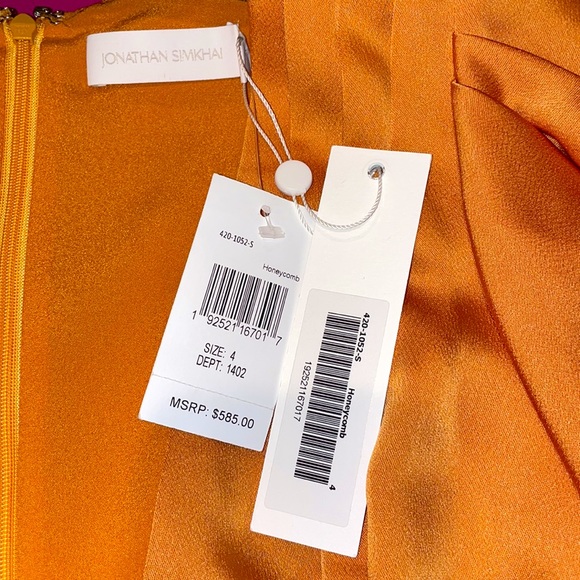 JONATHAN SIMKHAI
420-1052-S
Honeycomb
1 92521 16701 7
SIZE: 4
DEPT: 1402
MSRP: $585.00
420-1052-S
Honeycomb
192521167017
4